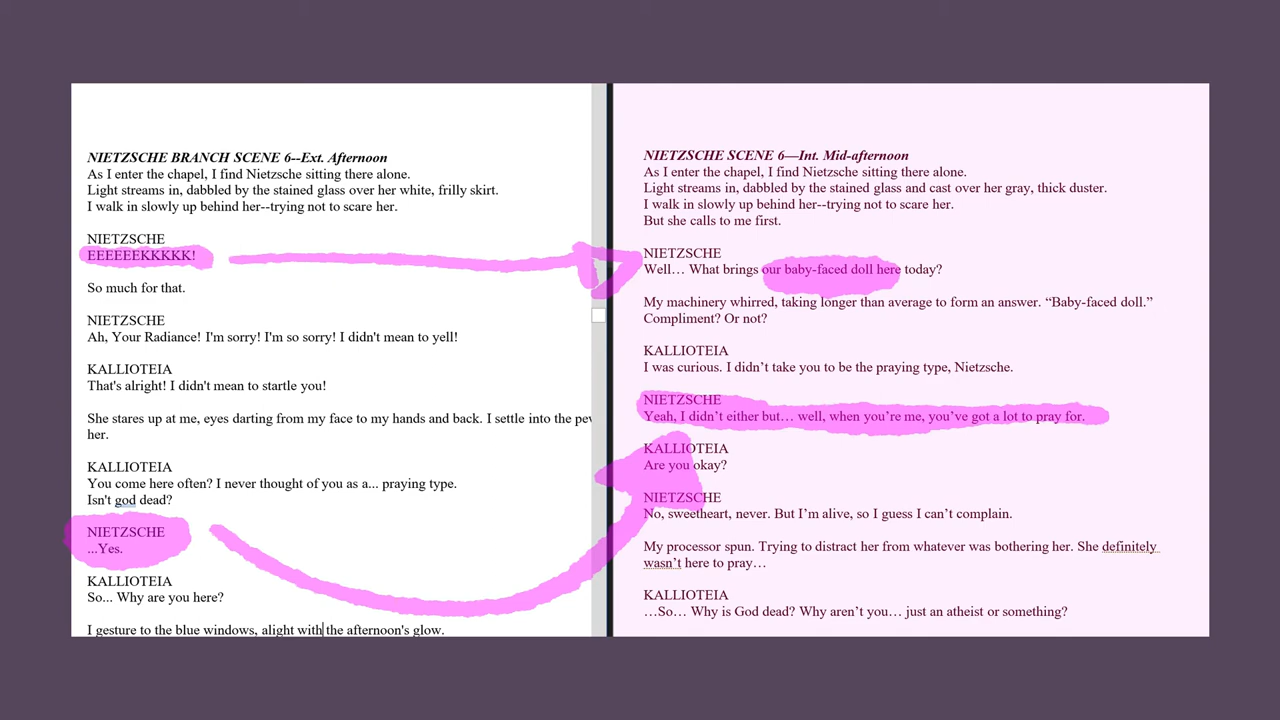 NIETZSCHE BRANCH SCENE 6--Ext. Afternoon
As I enter the chapel, I find Nietzsche sitting there alone.
Light streams in, dabbled by the stained glass over her white, frilly skirt.
I walk in slowly up behind her--trying not to scare her.
NIETZSCHE
EEEEEEKKKKK!
So much for that.
NIETZSCHE
Ah, Your Radiance! I'm sorry! I'm so sorry! I didn't mean to yell!
KALLIOTEIA
That's alright! I didn't mean to startle you!
She stares up at me, eyes darting from my face to my hands and back. I settle into the
her.
KALLIOTEIA
You come here often? I never thought of you as a... praying type.
Isn't god dead?
NIETZSCHE
...Yes.
KALLIOTEIA
So... Why are you here?
I gesture to the blue windows, alight with the afternoon's glow.
NIETZSCHE SCENE 6—Int. Mid-afternoon
As I enter the chapel, I find Nietzsche sitting there alone.
Light streams in, dabbled by the stained glass and cast over her gray, thick duster.
I walk in slowly up behind her--trying not to scare her.
But she calls to me first.
NIETZSCHE
Well… What brings our baby-faced doll here today?
My machinery whirred, taking longer than average to form an answer. “Baby-faced doll.”
Compliment? Or not?
KALLIOTEIA
I was curious. I didn’t take you to be the praying type, Nietzsche.
NIETZSCHE
Yeah, I didn’t either but… well, when you’re me, you’ve got a lot to pray for.
KALLIOTEIA
Are you okay?
NIETZSCHE
No, sweetheart, never. But I’m alive, so I guess I can’t complain.
My processor spun. Trying to distract her from whatever was bothering her. She definitely
wasn’t here to pray…
KALLIOTEIA
…So… Why is God dead? Why aren’t you… just an atheist or something?